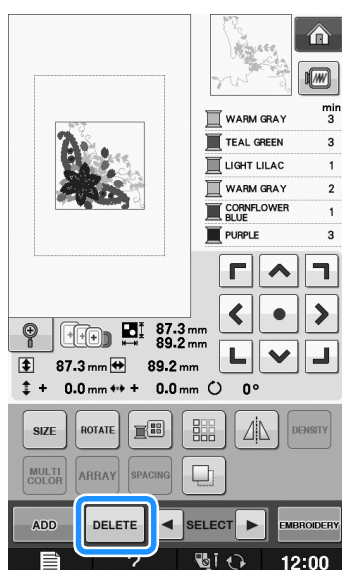 min
WARM GRAY 3
TEAL GREEN 3
LIGHT LILAC 1
WARM GRAY 2
CORNFLOWER
BLUE 1
PURPLE 3
87.3 mm
89.2 mm
87.3 mm 89.2 mm
+ 0.0 mm + 0.0 mm 0°
SIZE ROTATE DENSITY
MULTI
COLOR ARRAY SPACING
ADD DELETE SELECT EMBROIDERY
? 12:00